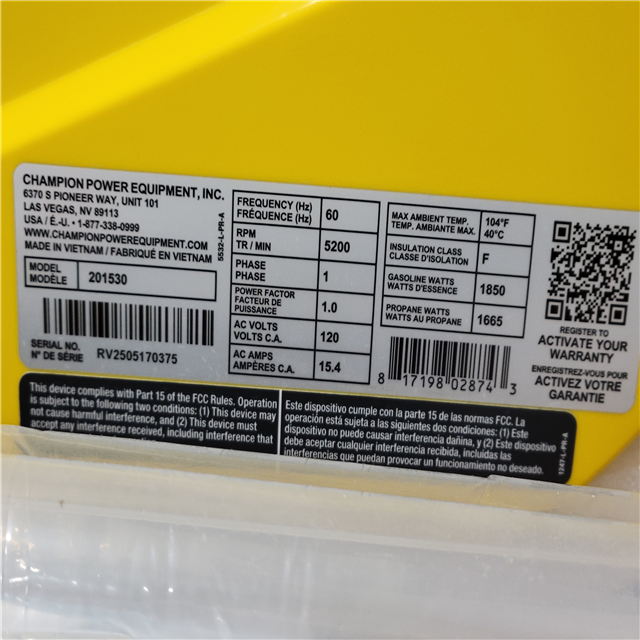 CHAMPION POWER EQUIPMENT, INC.
6370 S PIONEER WAY, UNIT 101
LAS VEGAS, NV 89113
USA / É.-U. • 1-877-338-0999
WWW.CHAMPIONPOWEREQUIPMENT.COM
MADE IN VIETNAM / FABRIQUÉ EN VIETNAM
5532-L-PR-A
MODEL
MODÈLE
201530
SERIAL NO.
N° DE SÉRIE
RV2505170375
FREQUENCY (Hz)
FRÉQUENCE (Hz)
60
RPM
TR / MIN
5200
PHASE
PHASE
1
POWER FACTOR
FACTEUR DE
PUISSANCE
1.0
AC VOLTS
VOLTS C.A.
120
AC AMPS
AMPÈRES C.A.
15.4
MAX AMBIENT TEMP.
TEMP. AMBIANTE MAX.
104°F
40°C
INSULATION CLASS
CLASSE D'ISOLATION
F
GASOLINE WATTS
WATTS D'ESSENCE
1850
PROPANE WATTS
WATTS AU PROPANE
1665
8 17198 02874 3
REGISTER TO
ACTIVATE YOUR
WARRANTY
ENREGISTREZ-VOUS POUR
ACTIVEZ VOTRE
GARANTIE
This device complies with Part 15 of the FCC Rules. Operation
is subject to the following two conditions: (1) This device may
not cause harmful interference, and (2) This device must
accept any interference received, including interference that
Este dispositivo cumple con la parte 15 de las normas FCC. La
operación está sujeta a las siguientes dos condiciones: (1) Este
dispositivo no puede causar interferencia dañina, y (2) Este dispositivo
debe aceptar cualquier interferencia recibida, incluidas las
interferencias que puedan provocar un funcionamiento no deseado.
1247-L-PR-A